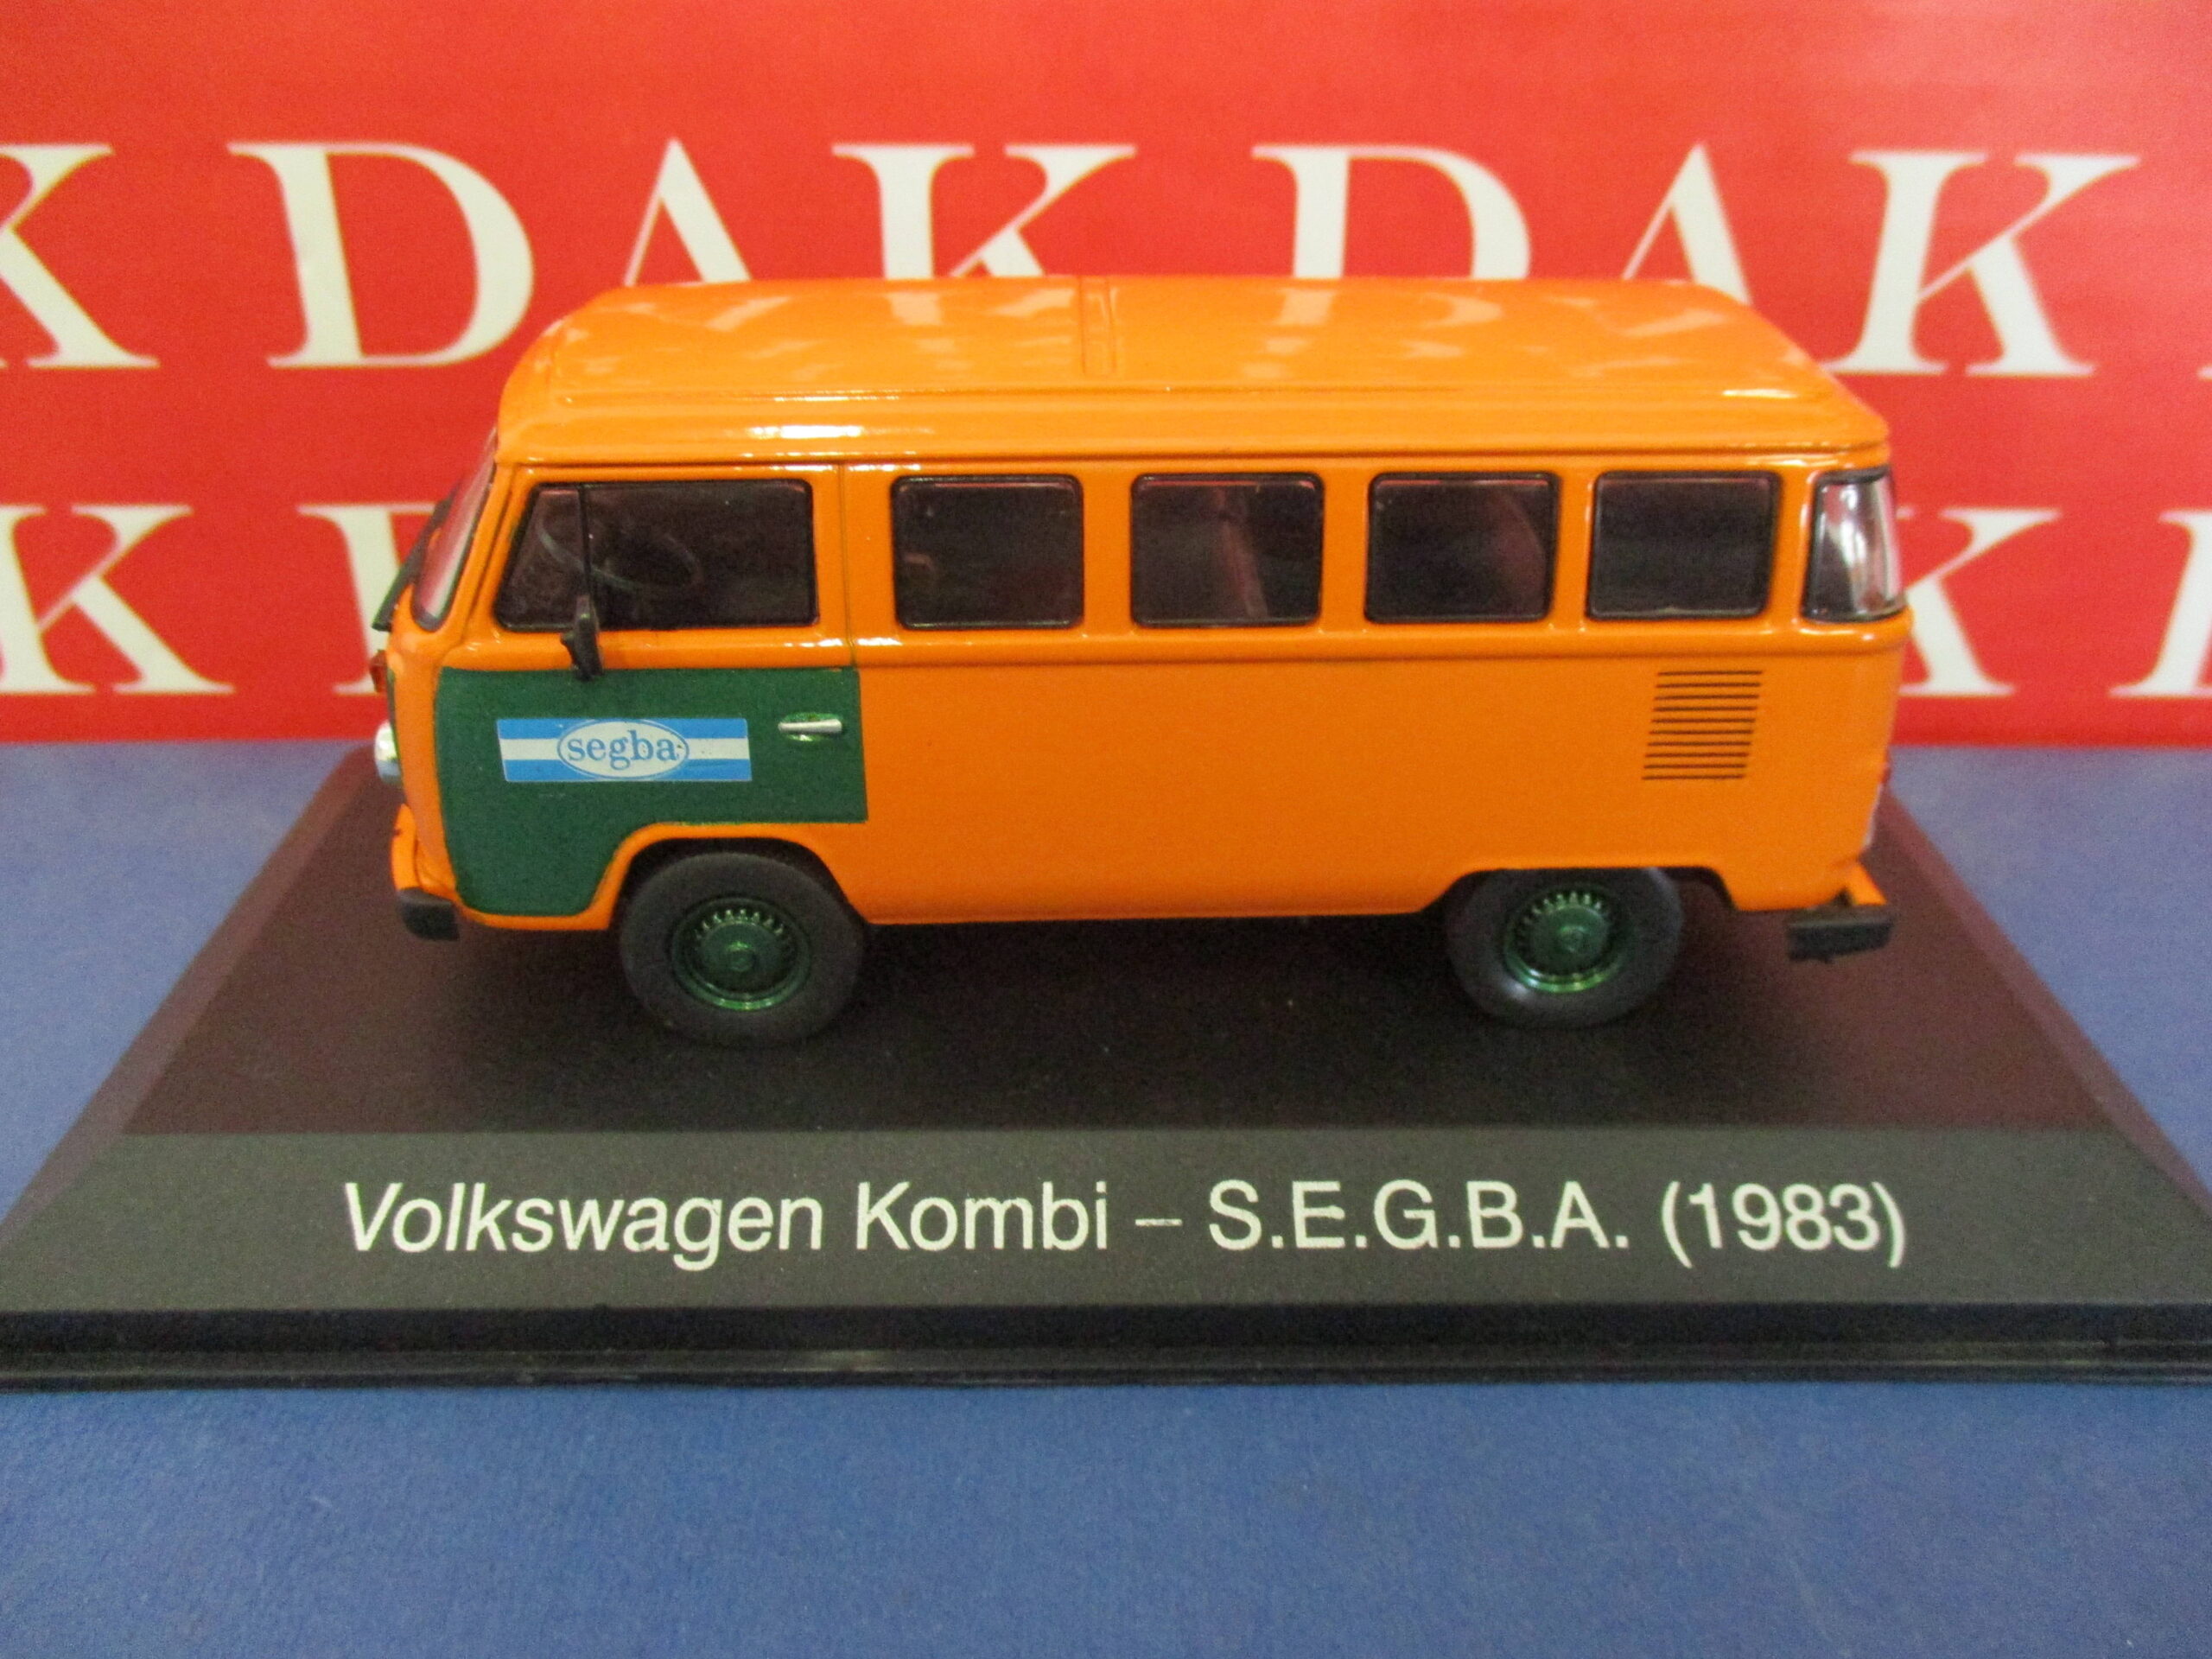 K DAK DAK
K K K
segba
Volkswagen Kombi – S.E.G.B.A. (1983)